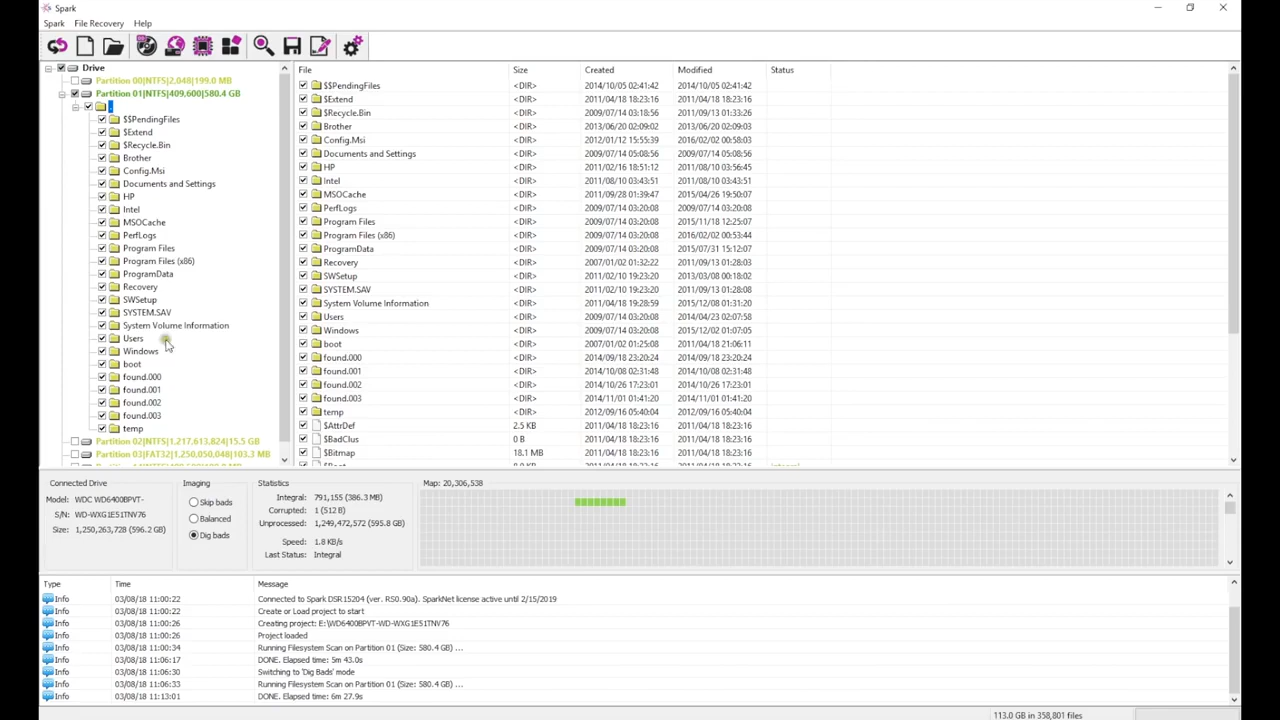 Spark
Spark File Recovery Help
Drive
Partition 00|NTFS|2,048|199.0 MB
Partition 01|NTFS|409,600|580.4 GB
.
$$PendingFiles
$Extend
$Recycle.Bin
Brother
Config.Msi
Documents and Settings
HP
Intel
MSOCache
PerfLogs
Program Files
Program Files (x86)
ProgramData
Recovery
SWSetup
SYSTEM.SAV
System Volume Information
Users
Windows
boot
found.000
found.001
found.002
found.003
temp
Partition 02|NTFS|1,217,613,824|15.5 GB
Partition 03|FAT32|1,250,050,048|103.3 MB
File Size Created Modified Status
$$PendingFiles <DIR> 2014/10/05 02:41:42 2014/10/05 02:41:42
$Extend <DIR> 2011/04/18 18:23:16 2011/04/18 18:23:16
$Recycle.Bin <DIR> 2009/07/14 03:18:56 2011/09/13 01:33:26
Brother <DIR> 2013/06/20 02:09:02 2013/06/20 02:09:03
Config.Msi <DIR> 2012/01/12 15:55:39 2016/02/02 00:58:03
Documents and Settings <DIR> 2009/07/14 05:08:56 2009/07/14 05:08:56
HP <DIR> 2011/02/16 18:51:12 2011/08/10 03:56:45
Intel <DIR> 2011/08/10 03:43:51 2011/08/10 03:43:51
MSOCache <DIR> 2011/09/28 01:39:47 2015/04/26 19:50:07
PerfLogs <DIR> 2009/07/14 03:20:08 2009/07/14 03:20:08
Program Files <DIR> 2009/07/14 03:20:08 2015/11/18 12:25:07
Program Files (x86) <DIR> 2009/07/14 03:20:08 2016/02/02 00:53:44
ProgramData <DIR> 2009/07/14 03:20:08 2015/07/31 15:12:07
Recovery <DIR> 2007/01/02 01:32:22 2011/09/13 01:28:03
SWSetup <DIR> 2011/02/10 19:23:20 2013/03/08 00:18:02
SYSTEM.SAV <DIR> 2011/02/10 19:23:20 2011/09/13 01:28:03
System Volume Information <DIR> 2011/04/18 19:28:59 2015/12/08 01:31:20
Users <DIR> 2009/07/14 03:20:08 2014/04/23 02:07:58
Windows <DIR> 2009/07/14 03:20:08 2015/12/02 01:07:05
boot <DIR> 2007/01/02 01:25:08 2011/04/18 21:06:11
found.000 <DIR> 2014/09/18 23:20:24 2014/09/18 23:20:24
found.001 <DIR> 2014/10/08 02:31:48 2014/10/08 02:31:48
found.002 <DIR> 2014/10/26 17:23:01 2014/10/26 17:23:01
found.003 <DIR> 2014/11/01 01:41:20 2014/11/01 01:41:20
temp <DIR> 2012/09/16 05:40:04 2012/09/16 05:40:04
$AttrDef 2.5 KB 2011/04/18 18:23:16 2011/04/18 18:23:16
$BadClus 0 B 2011/04/18 18:23:16 2011/04/18 18:23:16
$Bitmap 18.1 MB 2011/04/18 18:23:16 2011/04/18 18:23:16
Connected Drive
Model: WDC WD6400BPVT-
S/N: WD-WXG1E51TNV76
Size: 1,250,263,728 (596.2 GB)
Imaging
Skip bads
Balanced
Dig bads
Statistics
Integral: 791,155 (386.3 MB)
Corrupted: 1 (512 B)
Unprocessed: 1,249,472,572 (595.8 GB)
Speed: 1.8 KB/s
Last Status: Integral
Map: 20,306,538
Type Time Message
Info 03/08/18 11:00:22 Connected to Spark DSR15204 (ver. RS0.90a). SparkNet license active until 2/15/2019
Info 03/08/18 11:00:22 Create or Load project to start
Info 03/08/18 11:00:26 Creating project: E:\WD6400BPVT-WD-WXG1E51TNV76
Info 03/08/18 11:00:26 Project loaded
Info 03/08/18 11:00:34 Running Filesystem Scan on Partition 01 (Size: 580.4 GB) ...
Info 03/08/18 11:06:17 DONE. Elapsed time: 5m 43.0s
Info 03/08/18 11:06:30 Switching to 'Dig Bads' mode
Info 03/08/18 11:06:33 Running Filesystem Scan on Partition 01 (Size: 580.4 GB) ...
Info 03/08/18 11:13:01 DONE. Elapsed time: 6m 27.9s
113.0 GB in 358,801 files